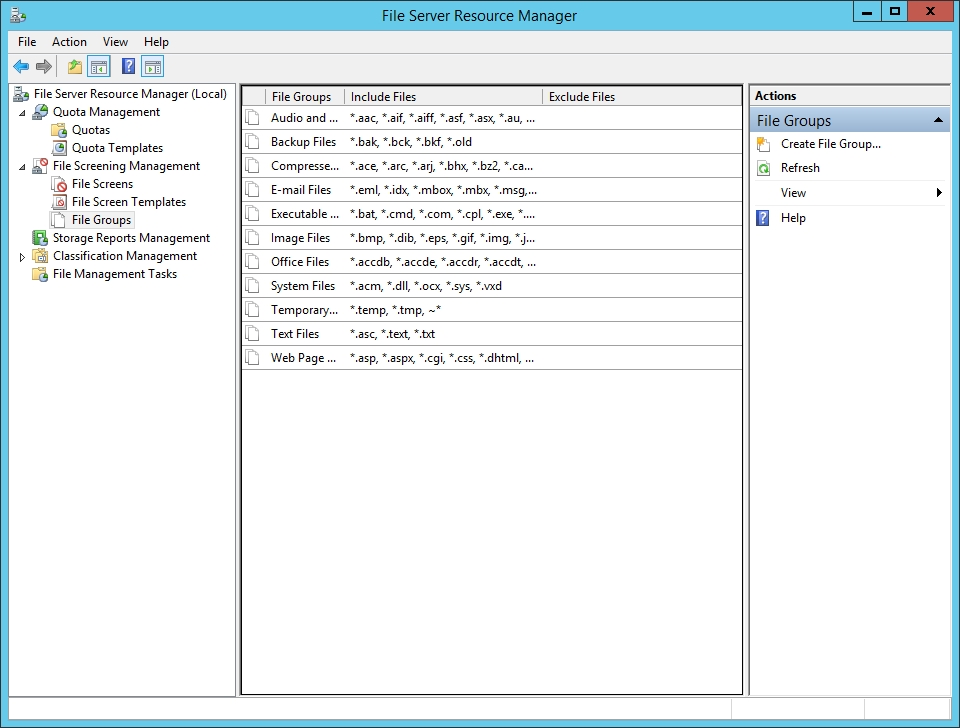 File Server Resource Manager
X
File Action View Help
?
File Server Resource Manager (Local)
Quota Management
Quotas
Quota Templates
File Screening Management
File Screens
File Screen Templates
File Groups
Storage Reports Management
Classification Management
File Management Tasks
File Groups Include Files Exclude Files
Audio and ... *.aac, *.aif, *.aiff, *.asf, *.asx, *.au, ...
Backup Files *.bak, *.bck, *.bkf, *.old
Compresse... *.ace, *.arc, *.arj, *.bhx, *.bz2, *.ca...
E-mail Files *.eml, *.idx, *.mbox, *.mbx, *.msg,...
Executable ... *.bat, *.cmd, *.com, *.cpl, *.exe, *....
Image Files *.bmp, *.dib, *.eps, *.gif, *.img, *.j...
Office Files *.accdb, *.accde, *.accdr, *.accdt, ...
System Files *.acm, *.dll, *.ocx, *.sys, *.vxd
Temporary... *.temp, *.tmp, ~*
Text Files *.asc, *.text, *.txt
Web Page ... *.asp, *.aspx, *.cgi, *.css, *.dhtml, ...
Actions
File Groups
Create File Group...
Refresh
View
? Help